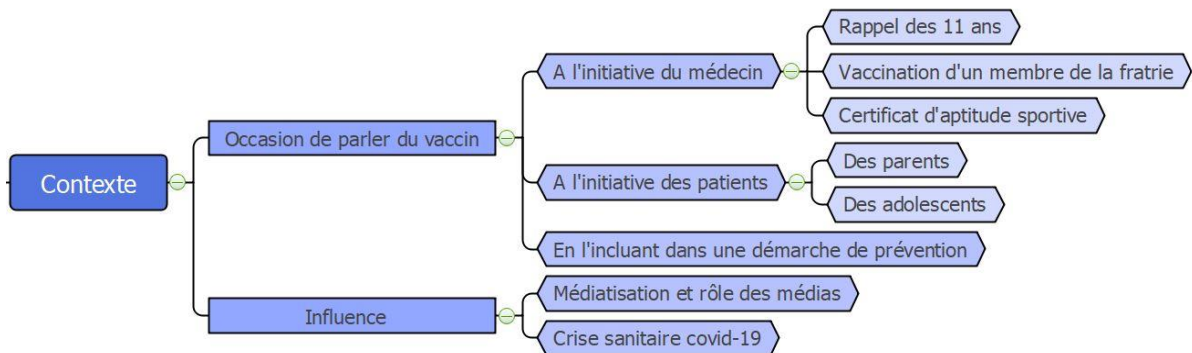 Contexte
Occasion de parler du vaccin
A l'initiative du médecin
Rappel des 11 ans
Vaccination d'un membre de la fratrie
Certificat d'aptitude sportive
A l'initiative des patients
Des parents
Des adolescents
En l'incluant dans une démarche de prévention
Influence
Médiatisation et rôle des médias
Crise sanitaire covid-19